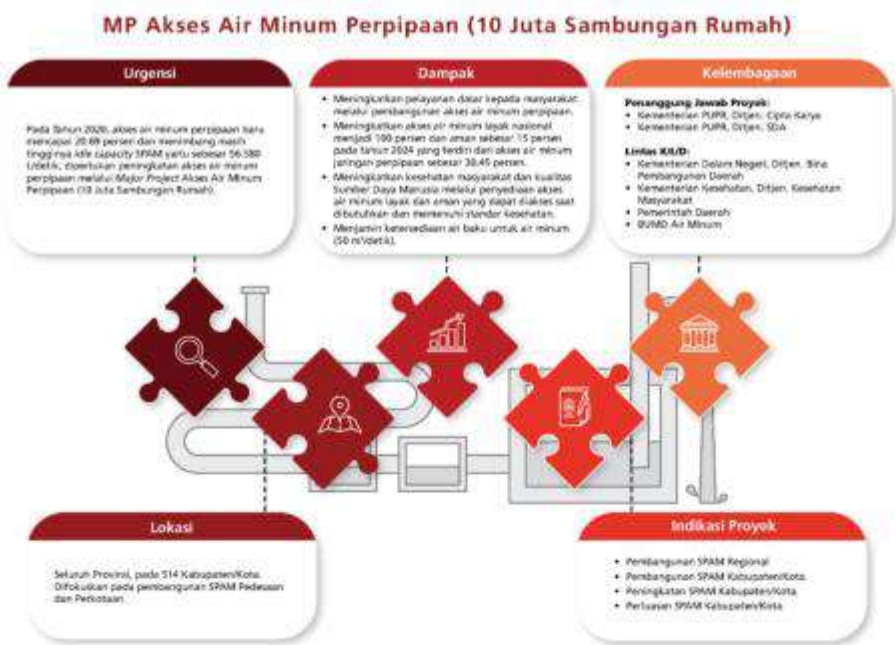 MP Akses Air Minum Perpipaan (10 Juta Sambungan Rumah)
Urgensi
Pada Tahun 2020, akses air minum perpipaan baru
mencapai 20.69 persen dan menimbang masih
tingginya idle capacity SPAM yaitu sebesar 56.580
l/detik, diperlukan peningkatan akses air minum
perpipaan melalui Major Project Akses Air Minum
Perpipaan (10 Juta Sambungan Rumah).
Dampak
• Meningkatkan pelayanan dasar kepada masyarakat
melalui pembangunan akses air minum perpipaan.
• Meningkatkan akses air minum layak nasional
menjadi 100 persen dan aman sebesar 15 persen
pada tahun 2024 yang terdiri dari akses air minum
jaringan perpipaan sebesar 30.45 persen.
• Meningkatkan kesehatan masyarakat dan kualitas
Sumber Daya Manusia melalui penyediaan akses
air minum layak dan aman yang dapat diakses saat
dibutuhkan dan memenuhi standar kesehatan.
• Menjamin ketersediaan air baku untuk air minum
(50 m³/detik).
Kelembagaan
Penanggung Jawab Proyek:
• Kementerian PUPR, Ditjen. Cipta Karya
• Kementerian PUPR, Ditjen. SDA
Lintas K/L/D:
• Kementerian Dalam Negeri, Ditjen. Bina
Pembangunan Daerah
• Kementerian Kesehatan, Ditjen. Kesehatan
Masyarakat
• Pemerintah Daerah
• BUMD Air Minum
Lokasi
Seluruh Provinsi, pada 514 Kabupaten/Kota.
Difokuskan pada pembangunan SPAM Pedesaan
dan Perkotaan
Indikasi Proyek
• Pembangunan SPAM Regional
• Pembangunan SPAM Kabupaten/Kota
• Peningkatan SPAM Kabupaten/Kota
• Perluasan SPAM Kabupaten/Kota